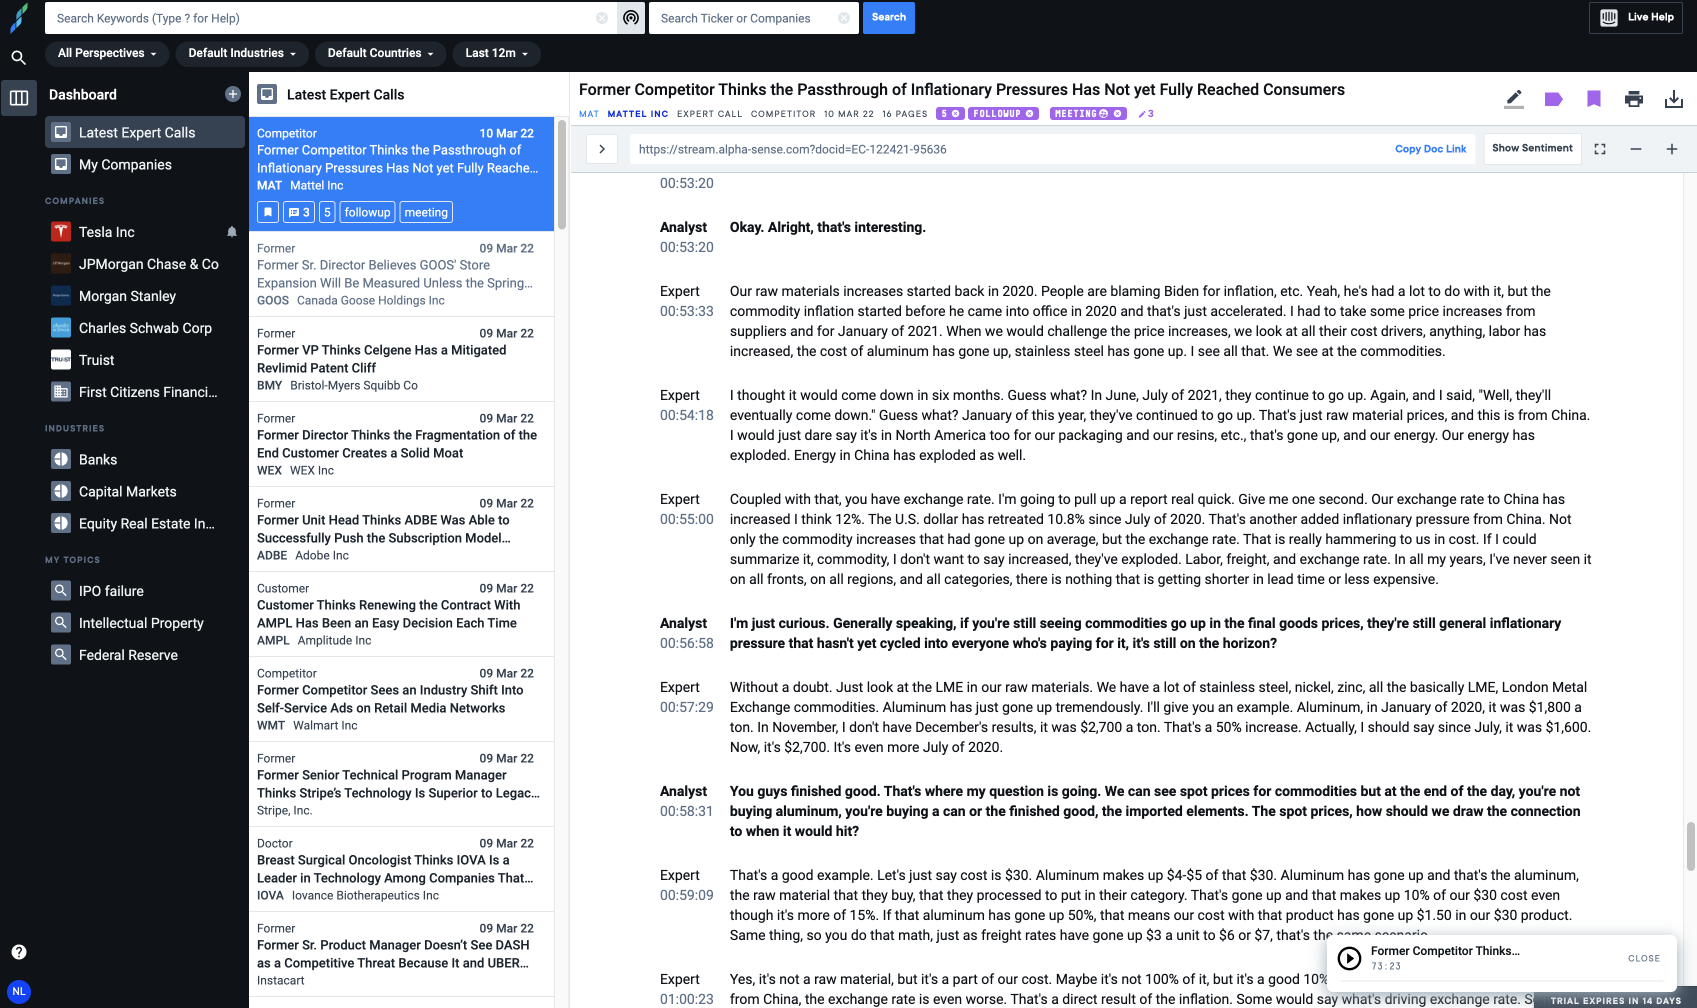 Search Keywords (Type ? for Help)
Search Ticker or Companies
Search
Live Help
All Perspectives
Default Industries
Default Countries
Last 12m
Dashboard
Latest Expert Calls
My Companies
COMPANIES
Tesla Inc
JPMorgan Chase & Co
Morgan Stanley
Charles Schwab Corp
Truist
First Citizens Financi...
INDUSTRIES
Banks
Capital Markets
Equity Real Estate In...
MY TOPICS
IPO failure
Intellectual Property
Federal Reserve
NL
Latest Expert Calls
Competitor 10 Mar 22
Former Competitor Thinks the Passthrough of
Inflationary Pressures Has Not Yet Fully Reache...
MAT Mattel Inc
3 5 followup meeting
Former 09 Mar 22
Former Sr. Director Believes GOOS' Store
Expansion Will Be Measured Unless the Spring...
GOOS Canada Goose Holdings Inc
Former 09 Mar 22
Former VP Thinks Celgene Has a Mitigated
Revlimid Patent Cliff
BMY Bristol-Myers Squibb Co
Former 09 Mar 22
Former Director Thinks the Fragmentation of the
End Customer Creates a Solid Moat
WEX WEX Inc
Former 09 Mar 22
Former Unit Head Thinks ADBE Was Able to
Successfully Push the Subscription Model...
ADBE Adobe Inc
Customer 09 Mar 22
Customer Thinks Renewing the Contract With
AMPL Has Been an Easy Decision Each Time
AMPL Amplitude Inc
Competitor 09 Mar 22
Former Competitor Sees an Industry Shift Into
Self-Service Ads on Retail Media Networks
WMT Walmart Inc
Former 09 Mar 22
Former Senior Technical Program Manager
Thinks Stripe's Technology Is Superior to Legac...
Stripe, Inc.
Doctor 09 Mar 22
Breast Surgical Oncologist Thinks IOVA Is a
Leader in Technology Among Companies That...
IOVA Iovance Biotherapeutics Inc
Former 09 Mar 22
Former Sr. Product Manager Doesn't See DASH
as a Competitive Threat Because It and UBER...
Instacart
Former Competitor Thinks the Passthrough of Inflationary Pressures Has Not yet Fully Reached Consumers
MAT MATTEL INC EXPERT CALL COMPETITOR 10 MAR 22 16 PAGES 5 FOLLOWUP MEETING 3
https://stream.alpha-sense.com?docid=EC-122421-95636
Copy Doc Link
Show Sentiment
00:53:20
Analyst Okay. Alright, that's interesting.
00:53:20
Expert Our raw materials increases started back in 2020. People are blaming Biden for inflation, etc. Yeah, he's had a lot to do with it, but the
00:53:33 commodity inflation started before he came into office in 2020 and that's just accelerated. I had to take some price increases from
suppliers and for January of 2021. When we would challenge the price increases, we look at all their cost drivers, anything, labor has
increased, the cost of aluminum has gone up, stainless steel has gone up. I see all that. We see at the commodities.
Expert I thought it would come down in six months. Guess what? In June, July of 2021, they continue to go up. Again, and I said, "Well, they'll
00:54:18 eventually come down." Guess what? January of this year, they've continued to go up. That's just raw material prices, and this is from China.
I would just dare say it's in North America too for our packaging and our resins, etc., that's gone up, and our energy. Our energy has
exploded. Energy in China has exploded as well.
Expert Coupled with that, you have exchange rate. I'm going to pull up a report real quick. Give me one second. Our exchange rate to China has
00:55:00 increased I think 12%. The U.S. dollar has retreated 10.8% since July of 2020. That's another added inflationary pressure from China. Not
only the commodity increases that had gone up on average, but the exchange rate. That is really hammering to us in cost. If I could
summarize it, commodity, I don't want to say increased, they've exploded. Labor, freight, and exchange rate. In all my years, I've never seen it
on all fronts, on all regions, and all categories, there is nothing that is getting shorter in lead time or less expensive.
Analyst I'm just curious. Generally speaking, if you're still seeing commodities go up in the final goods prices, they're still general inflationary
00:56:58 pressure that hasn't yet cycled into everyone who's paying for it, it's still on the horizon?
Expert Without a doubt. Just look at the LME in our raw materials. We have a lot of stainless steel, nickel, zinc, all the basically LME, London Metal
00:57:29 Exchange commodities. Aluminum has just gone up tremendously. I'll give you an example. Aluminum, in January of 2020, it was $1,800 a
ton. In November, I don't have December's results, it was $2,700 a ton. That's a 50% increase. Actually, I should say since July, it was $1,600.
Now, it's $2,700. It's even more July of 2020.
Analyst You guys finished good. That's where my question is going. We can see spot prices for commodities but at the end of the day, you're not
00:58:31 buying aluminum, you're buying a can or the finished good, the imported elements. The spot prices, how should we draw the connection
to when it would hit?
Expert That's a good example. Let's just say cost is $30. Aluminum makes up $4-$5 of that $30. Aluminum has gone up and that's the aluminum,
00:59:09 the raw material that they buy, that they processed to put in their category. That's gone up and that makes up 10% of our $30 cost even
though it's more of 15%. If that aluminum has gone up 50%, that means our cost with that product has gone up $1.50 in our $30 product.
Same thing, so you do that math, just as freight rates have gone up $3 a unit to $6 or $7, that's the same scenario.
Expert Yes, it's not a raw material, but it's a part of our cost. Maybe it's not 100% of it, but it's a good 10%
01:00:23 from China, the exchange rate is even worse. That's a direct result of the inflation. Some would say what's driving exchange rate. S
Former Competitor Thinks...
73:23
CLOSE
TRIAL EXPIRES IN 14 DAYS